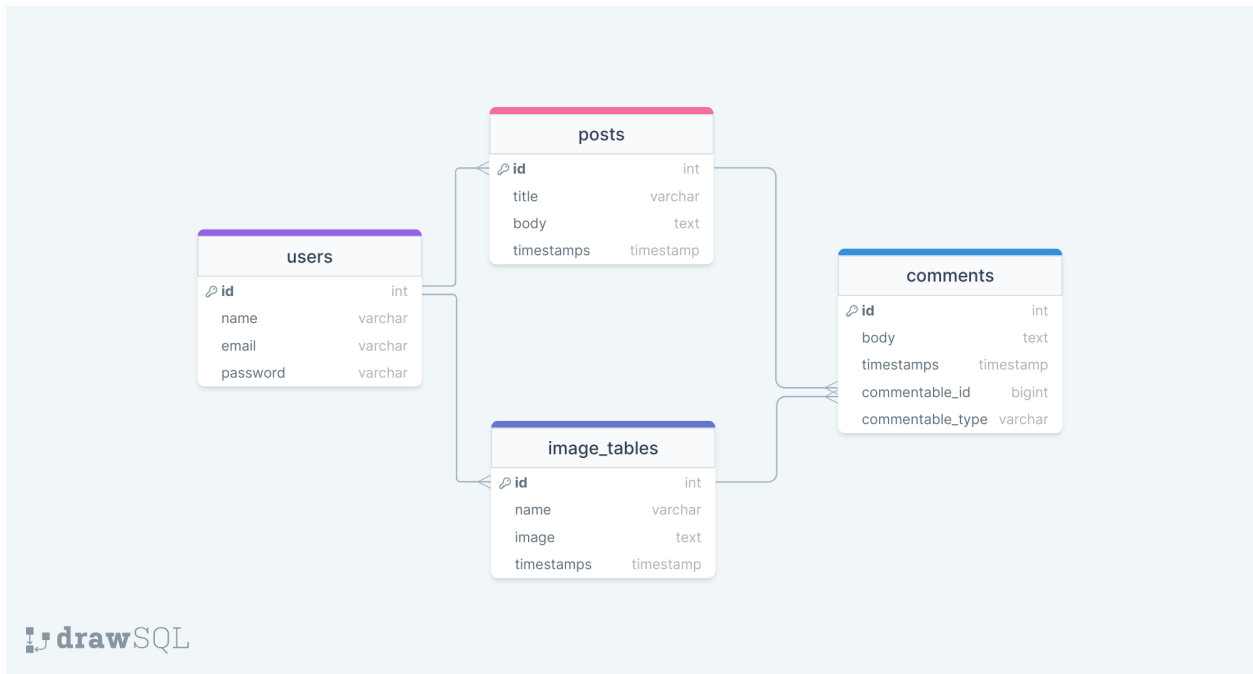 posts
id int
title varchar
body text
timestamps timestamp
users
id int
name varchar
email varchar
password varchar
comments
id int
body text
timestamps timestamp
commentable_id bigint
commentable_type varchar
image_tables
id int
name varchar
image text
timestamps timestamp
drawSQL